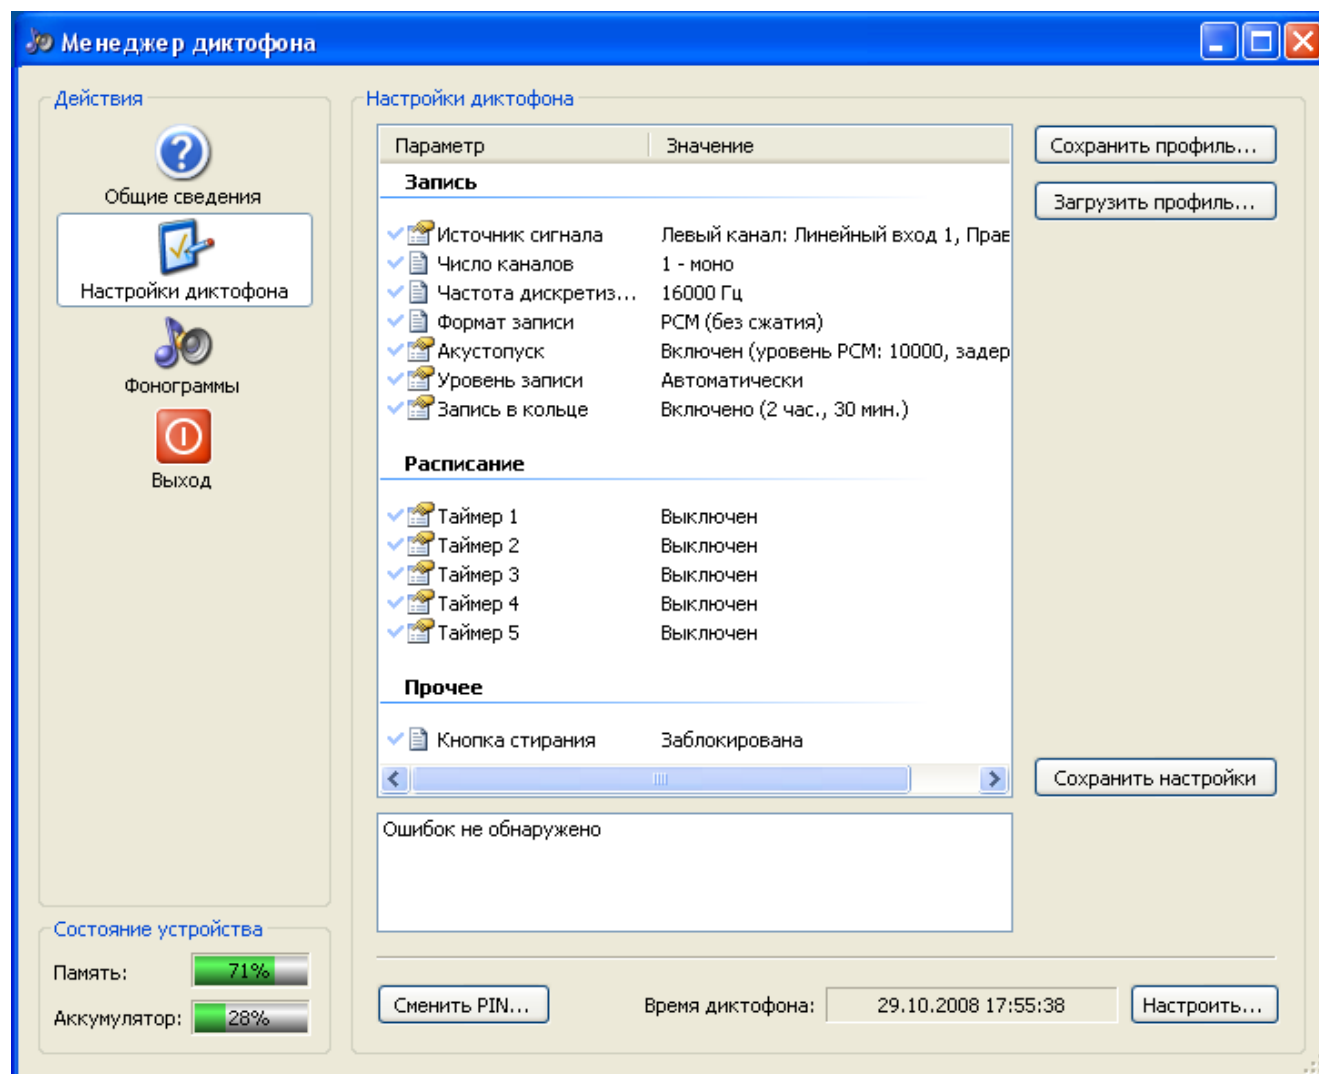 Менеджер диктофона
Действия
Общие сведения
Настройки диктофона
Фонограммы
Выход
Состояние устройства
Память: 71%
Аккумулятор: 28%
Настройки диктофона
Параметр Значение
Запись
Источник сигнала Левый канал: Линейный вход 1, Прав
Число каналов 1 - моно
Частота дискретиз... 16000 Гц
Формат записи PCM (без сжатия)
Акустопуск Включен (уровень PCM: 10000, задер
Уровень записи Автоматически
Запись в кольце Включено (2 час., 30 мин.)
Расписание
Таймер 1 Выключен
Таймер 2 Выключен
Таймер 3 Выключен
Таймер 4 Выключен
Таймер 5 Выключен
Прочее
Кнопка стирания Заблокирована
Ошибок не обнаружено
Сохранить профиль...
Загрузить профиль...
Сохранить настройки
Сменить PIN... Время диктофона: 29.10.2008 17:55:38 Настроить...